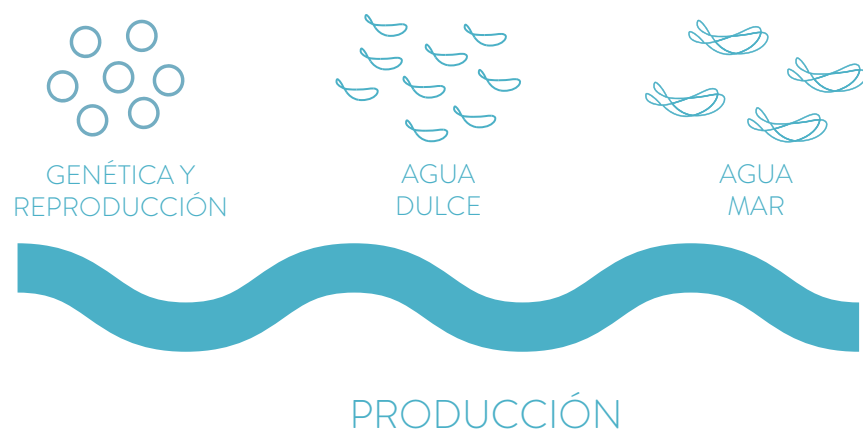 GENÉTICA Y
REPRODUCCIÓN
AGUA
DULCE
AGUA
MAR
PRODUCCIÓN